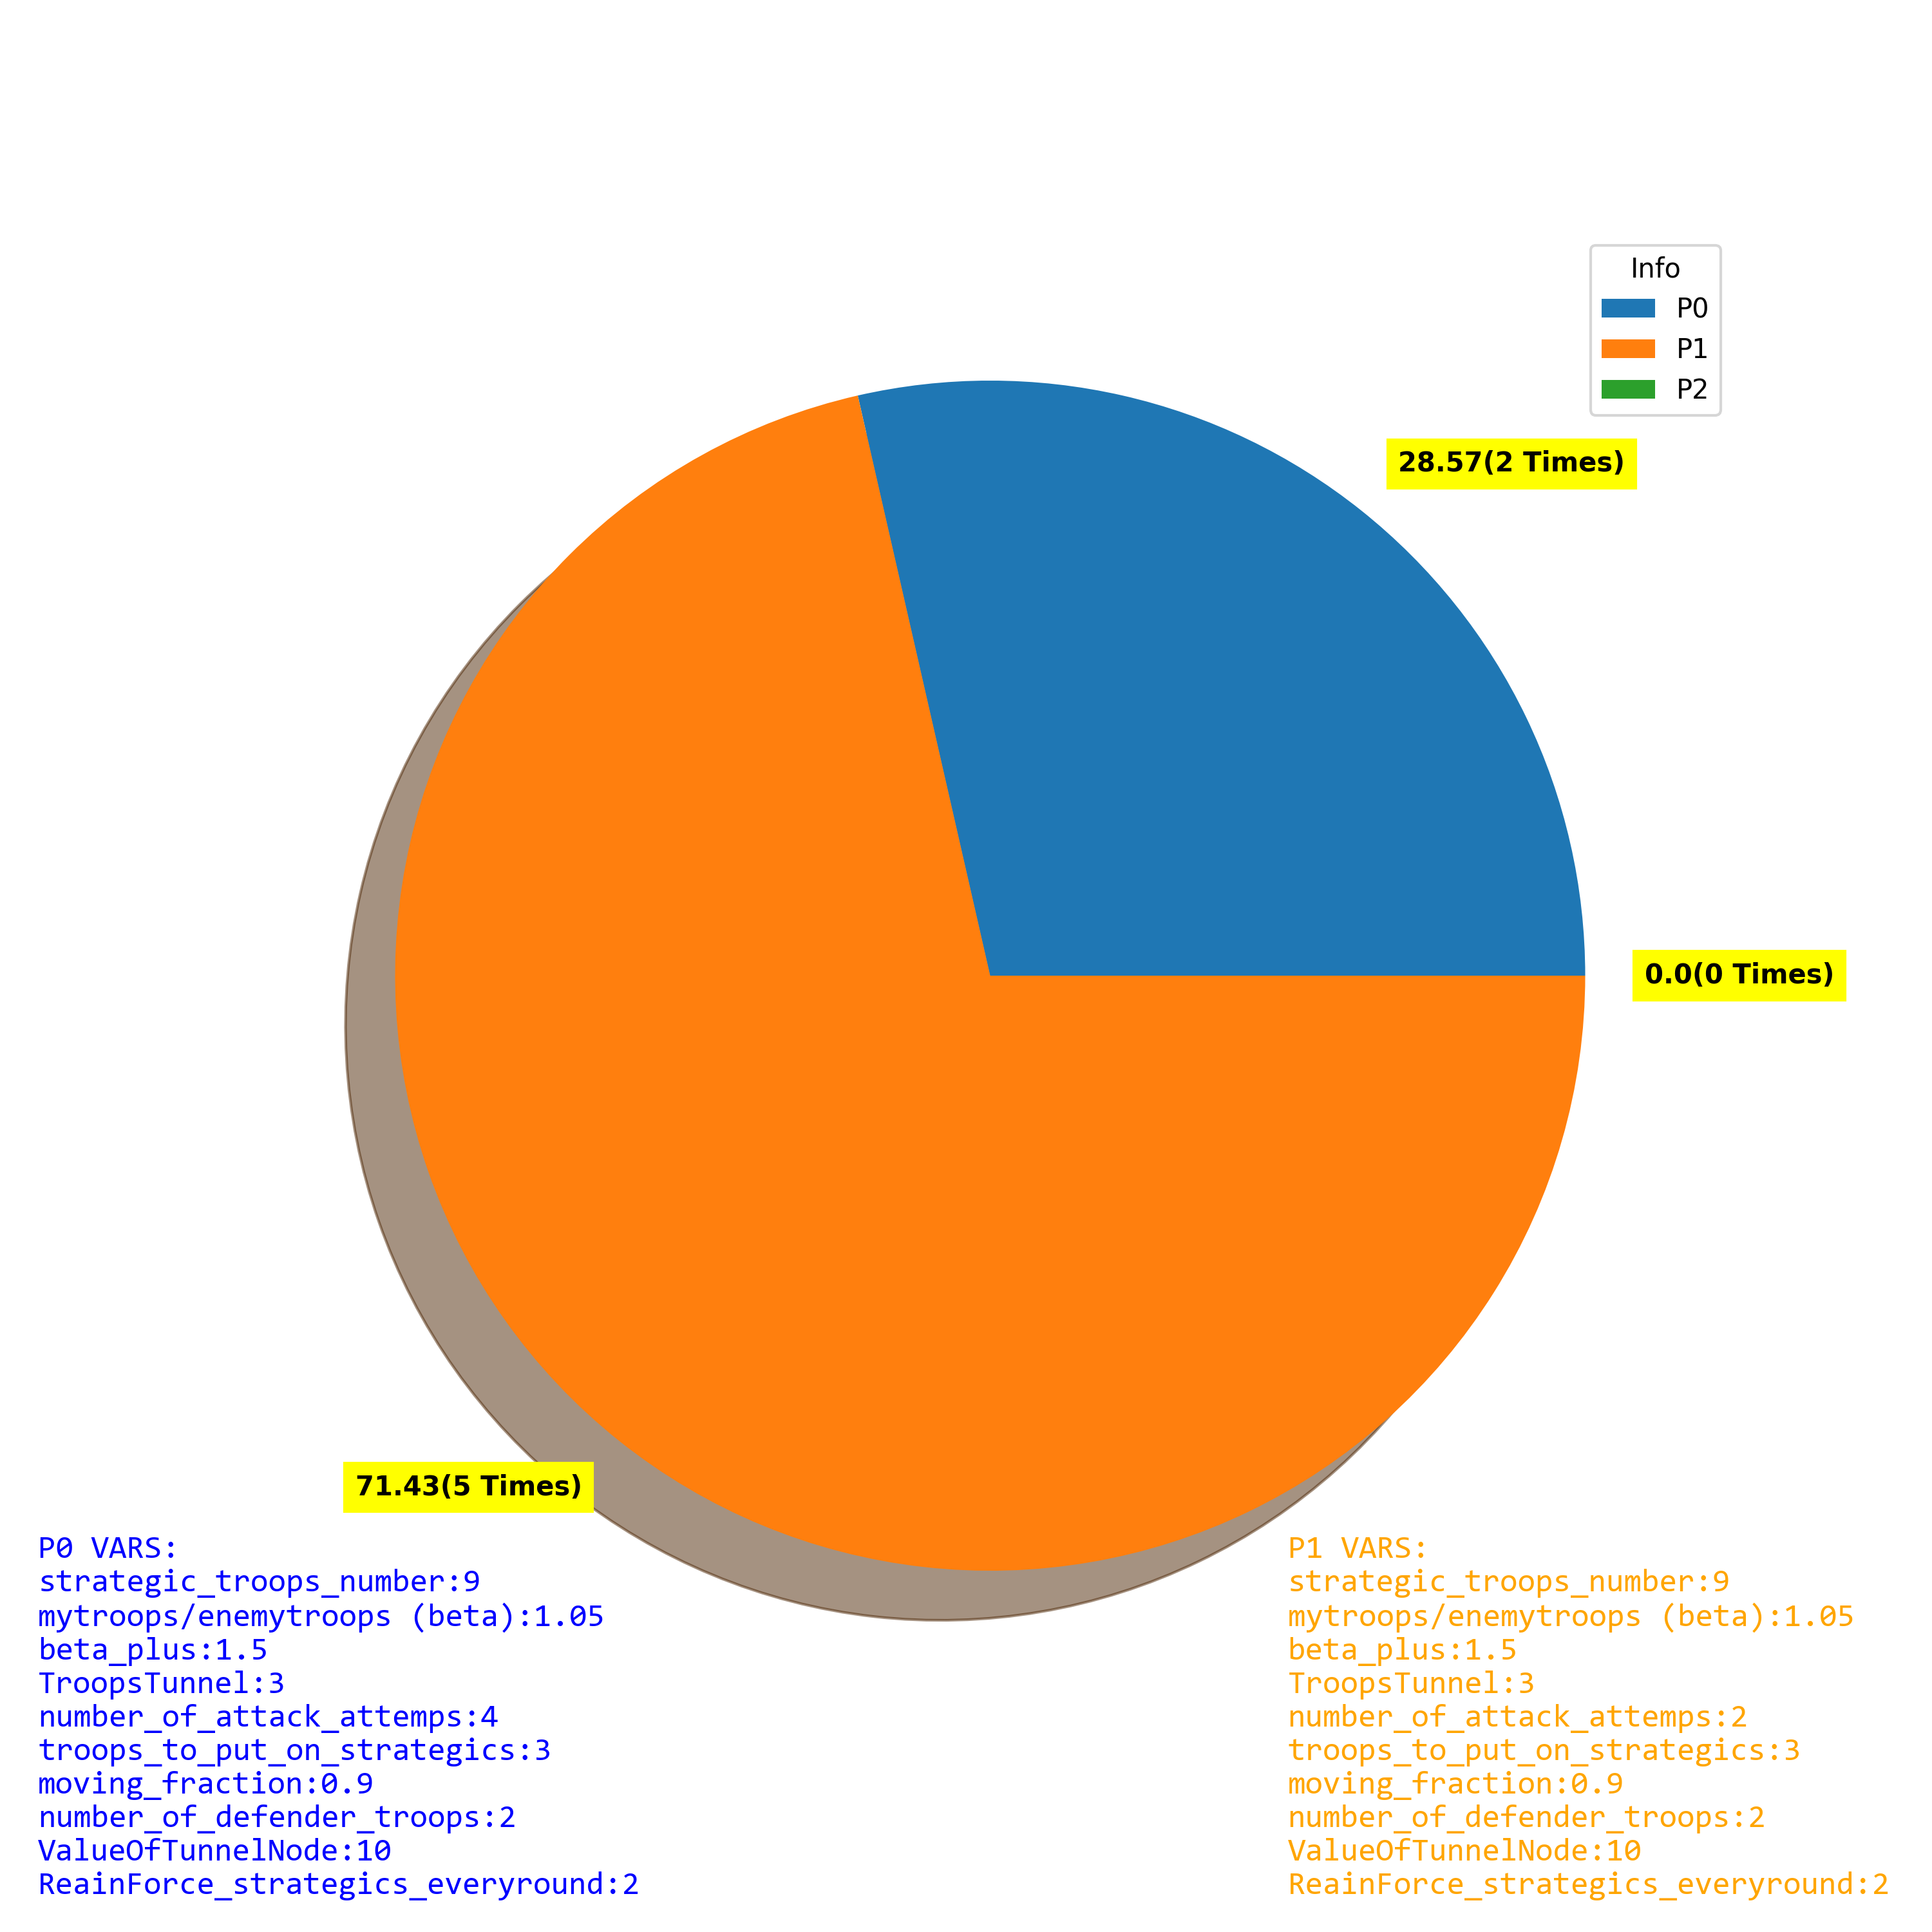 Info
P0
P1
P2
28.57(2 Times)
0.0(0 Times)
71.43(5 Times)
P0 VARS:
strategic_troops_number:9
mytroops/enemytroops (beta):1.05
beta_plus:1.5
TroopsTunnel:3
number_of_attack_attemps:4
troops_to_put_on_strategics:3
moving_fraction:0.9
number_of_defender_troops:2
ValueOfTunnelNode:10
ReainForce_strategics_everyround:2
P1 VARS:
strategic_troops_number:9
mytroops/enemytroops (beta):1.05
beta_plus:1.5
TroopsTunnel:3
number_of_attack_attemps:2
troops_to_put_on_strategics:3
moving_fraction:0.9
number_of_defender_troops:2
ValueOfTunnelNode:10
ReainForce_strategics_everyround:2